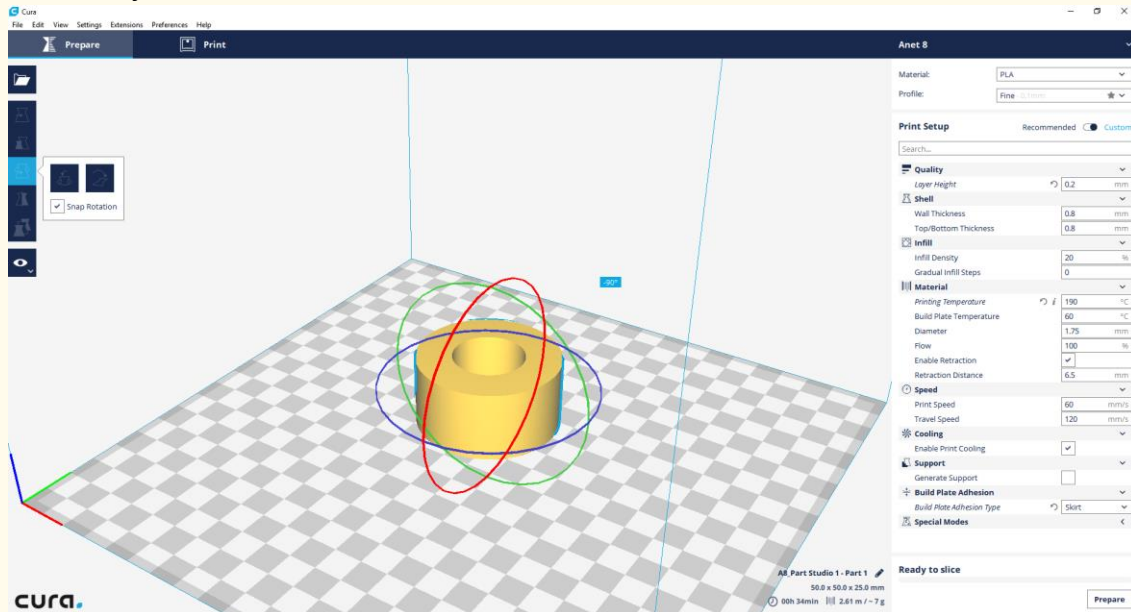 Cura
File Edit View Settings Extensions Preferences Help
Prepare Print Anet 8
Material: PLA
Profile: Fine 0.1mm
Print Setup Recommended Custom
Search...
Quality
Layer Height 0.2 mm
Shell
Wall Thickness 0.8 mm
Top/Bottom Thickness 0.8 mm
Infill
Infill Density 20 %
Gradual Infill Steps 0
Material
Printing Temperature i 190 °C
Build Plate Temperature 60 °C
Diameter 1.75 mm
Flow 100 %
Enable Retraction
Retraction Distance 6.5 mm
Speed
Print Speed 60 mm/s
Travel Speed 120 mm/s
Cooling
Enable Print Cooling
Support
Generate Support
Build Plate Adhesion
Build Plate Adhesion Type Skirt
Special Modes
Snap Rotation
-90°
A8_Part Studio 1 - Part 1
50.0 x 50.0 x 25.0 mm
00h 34min 2.61 m / ~ 7 g
Ready to slice
Prepare
cura.